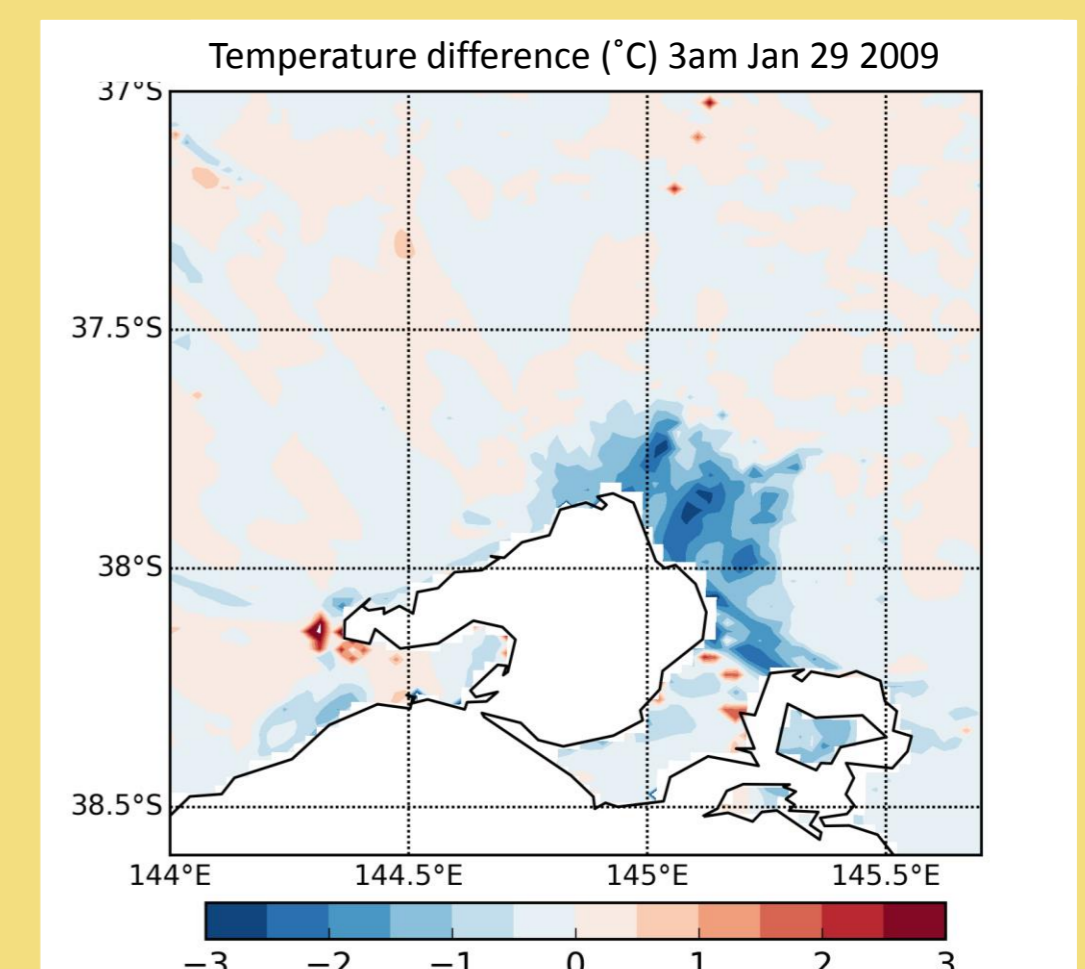 Temperature difference (˚C) 3am Jan 29 2009
37°S
37.5°S
38°S
38.5°S
144°E 144.5°E 145°E 145.5°E
−3 −2 −1 0 1 2 3